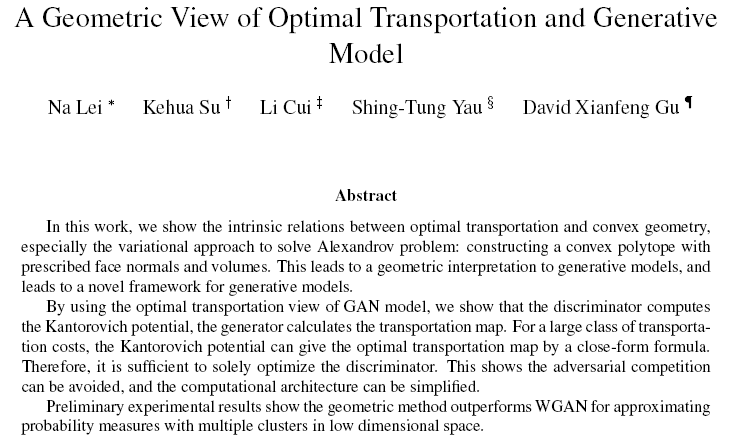 A Geometric View of Optimal Transportation and Generative
Model
Na Lei * Kehua Su † Li Cui ‡ Shing-Tung Yau § David Xianfeng Gu ¶
Abstract
In this work, we show the intrinsic relations between optimal transportation and convex geometry,
especially the variational approach to solve Alexandrov problem: constructing a convex polytope with
prescribed face normals and volumes. This leads to a geometric interpretation to generative models, and
leads to a novel framework for generative models.
By using the optimal transportation view of GAN model, we show that the discriminator computes
the Kantorovich potential, the generator calculates the transportation map. For a large class of transporta-
tion costs, the Kantorovich potential can give the optimal transportation map by a close-form formula.
Therefore, it is sufficient to solely optimize the discriminator. This shows the adversarial competition
can be avoided, and the computational architecture can be simplified.
Preliminary experimental results show the geometric method outperforms WGAN for approximating
probability measures with multiple clusters in low dimensional space.